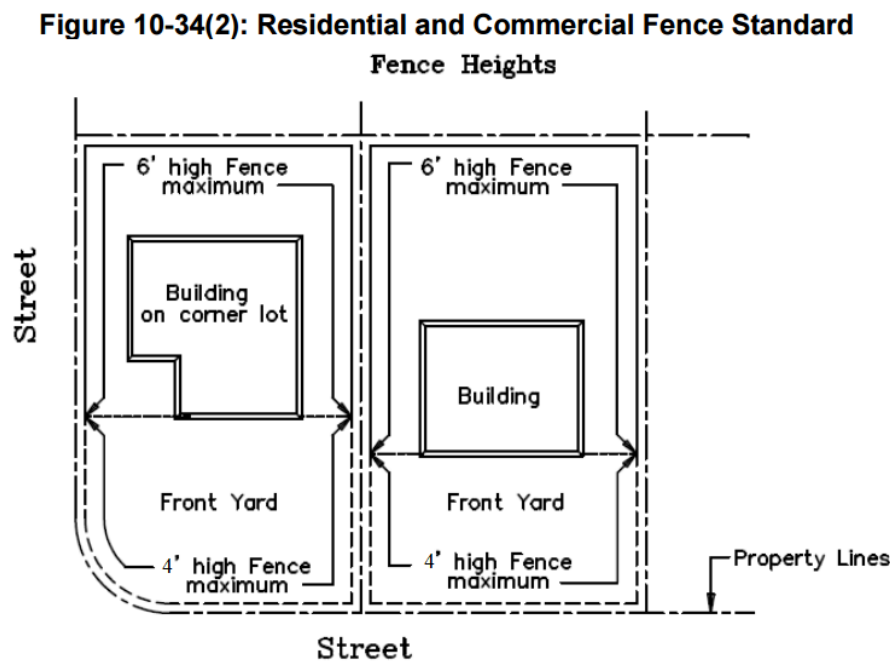 Figure 10-34(2): Residential and Commercial Fence Standard
Fence Heights
6' high Fence
maximum
6' high Fence
maximum
Street
Building
on corner lot
Building
Front Yard
Front Yard
4' high Fence
maximum
4' high Fence
maximum
Property Lines
Street